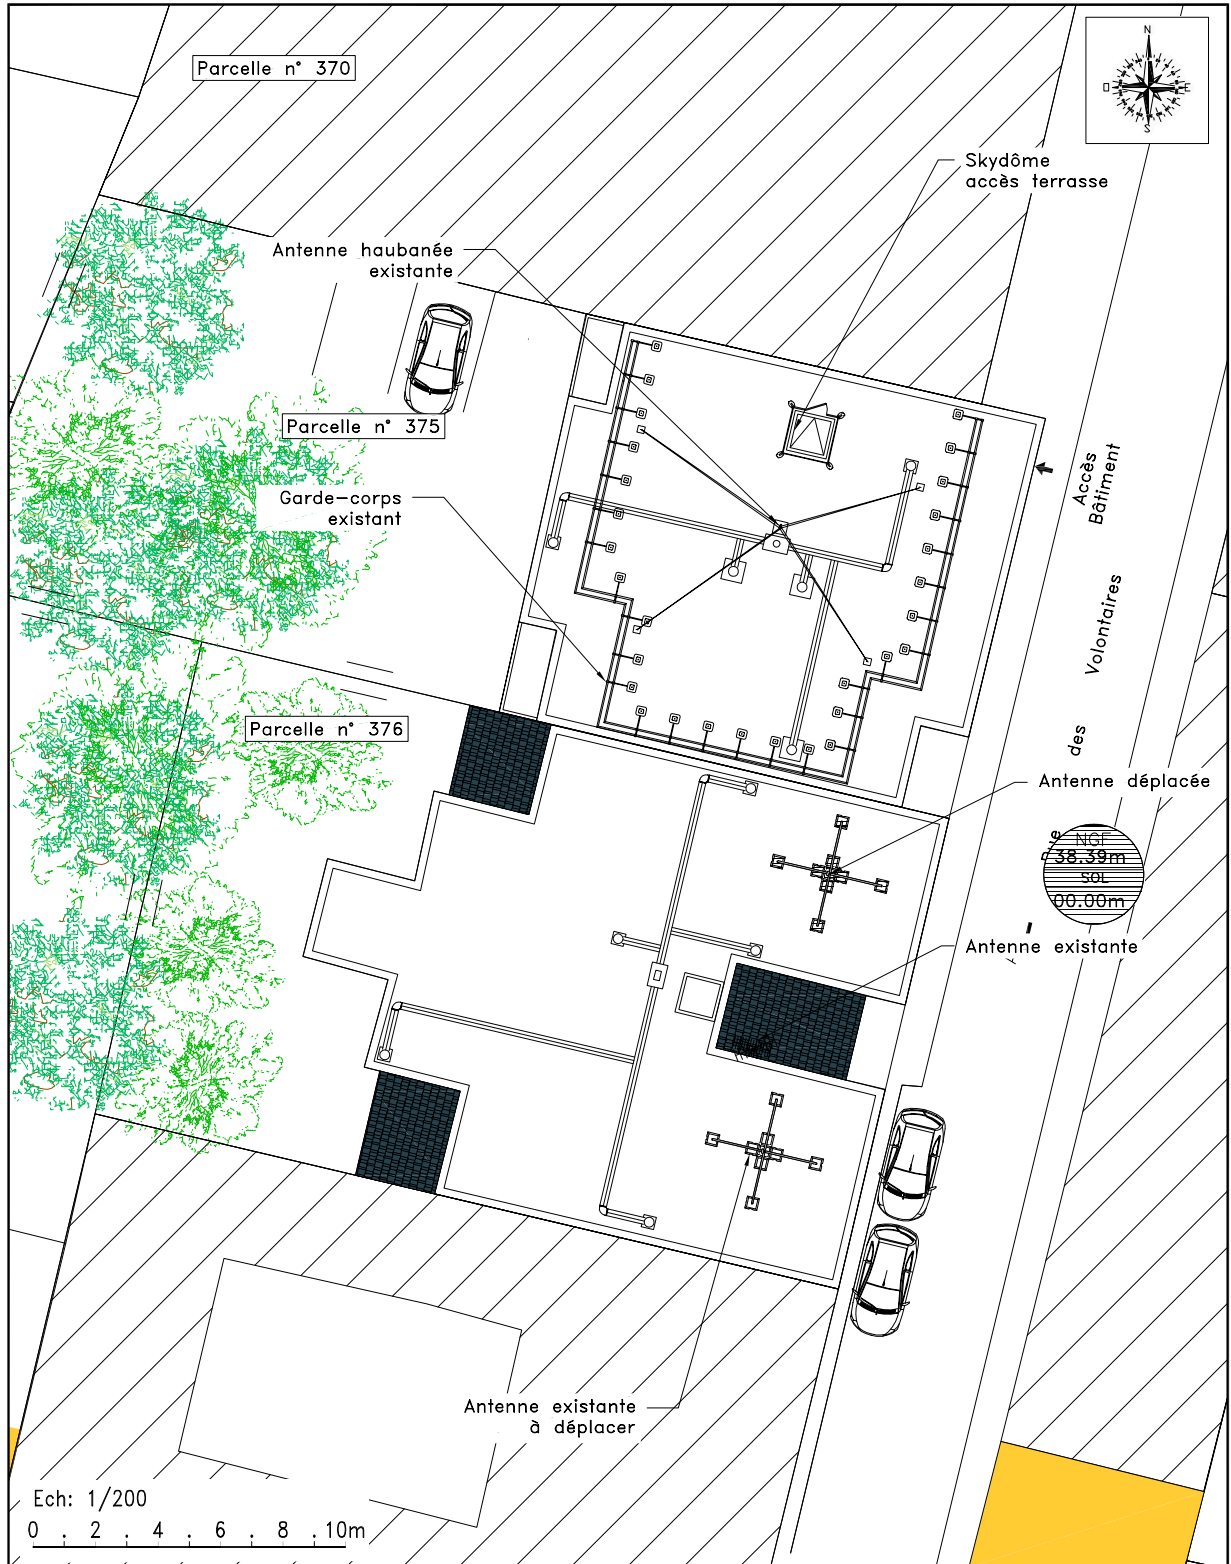 Parcelle n° 370
N
O
E
S
Skydôme
accès terrasse
Antenne haubanée
existante
Parcelle n° 375
Garde-corps
existant
Accès
Bâtiment
Volontaires
des
Parcelle n° 376
Antenne déplacée
NGF
38.39m
SOL
00.00m
Antenne existante
Antenne existante
à déplacer
Ech: 1/200
0 . 2 . 4 . 6 . 8 . 10m